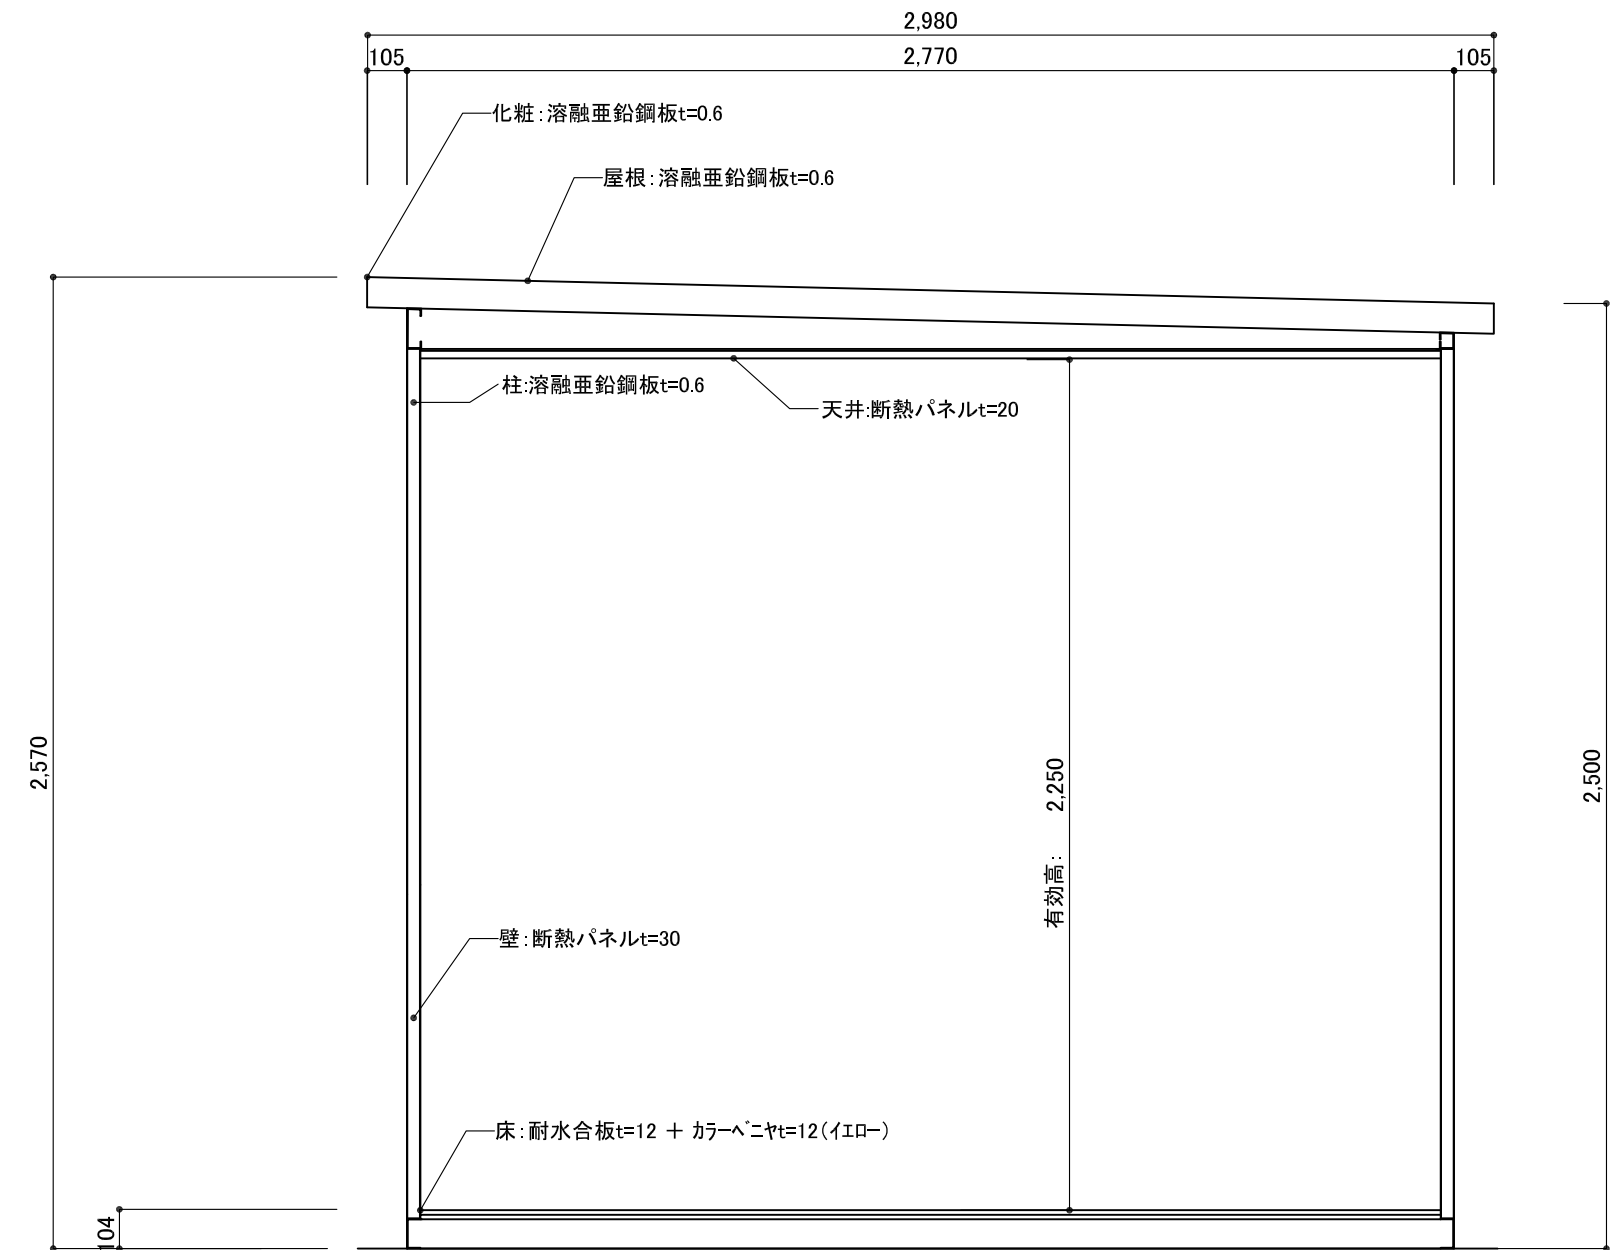 2,980
105
2,770
105
化粧:溶融亜鉛鋼板t=0.6
屋根:溶融亜鉛鋼板t=0.6
柱:溶融亜鉛鋼板t=0.6
天井:断熱パネルt=20
2,570
有効高: 2,250
2,500
壁:断熱パネルt=30
床:耐水合板t=12 + カラーベニヤt=12(イエロー)
104